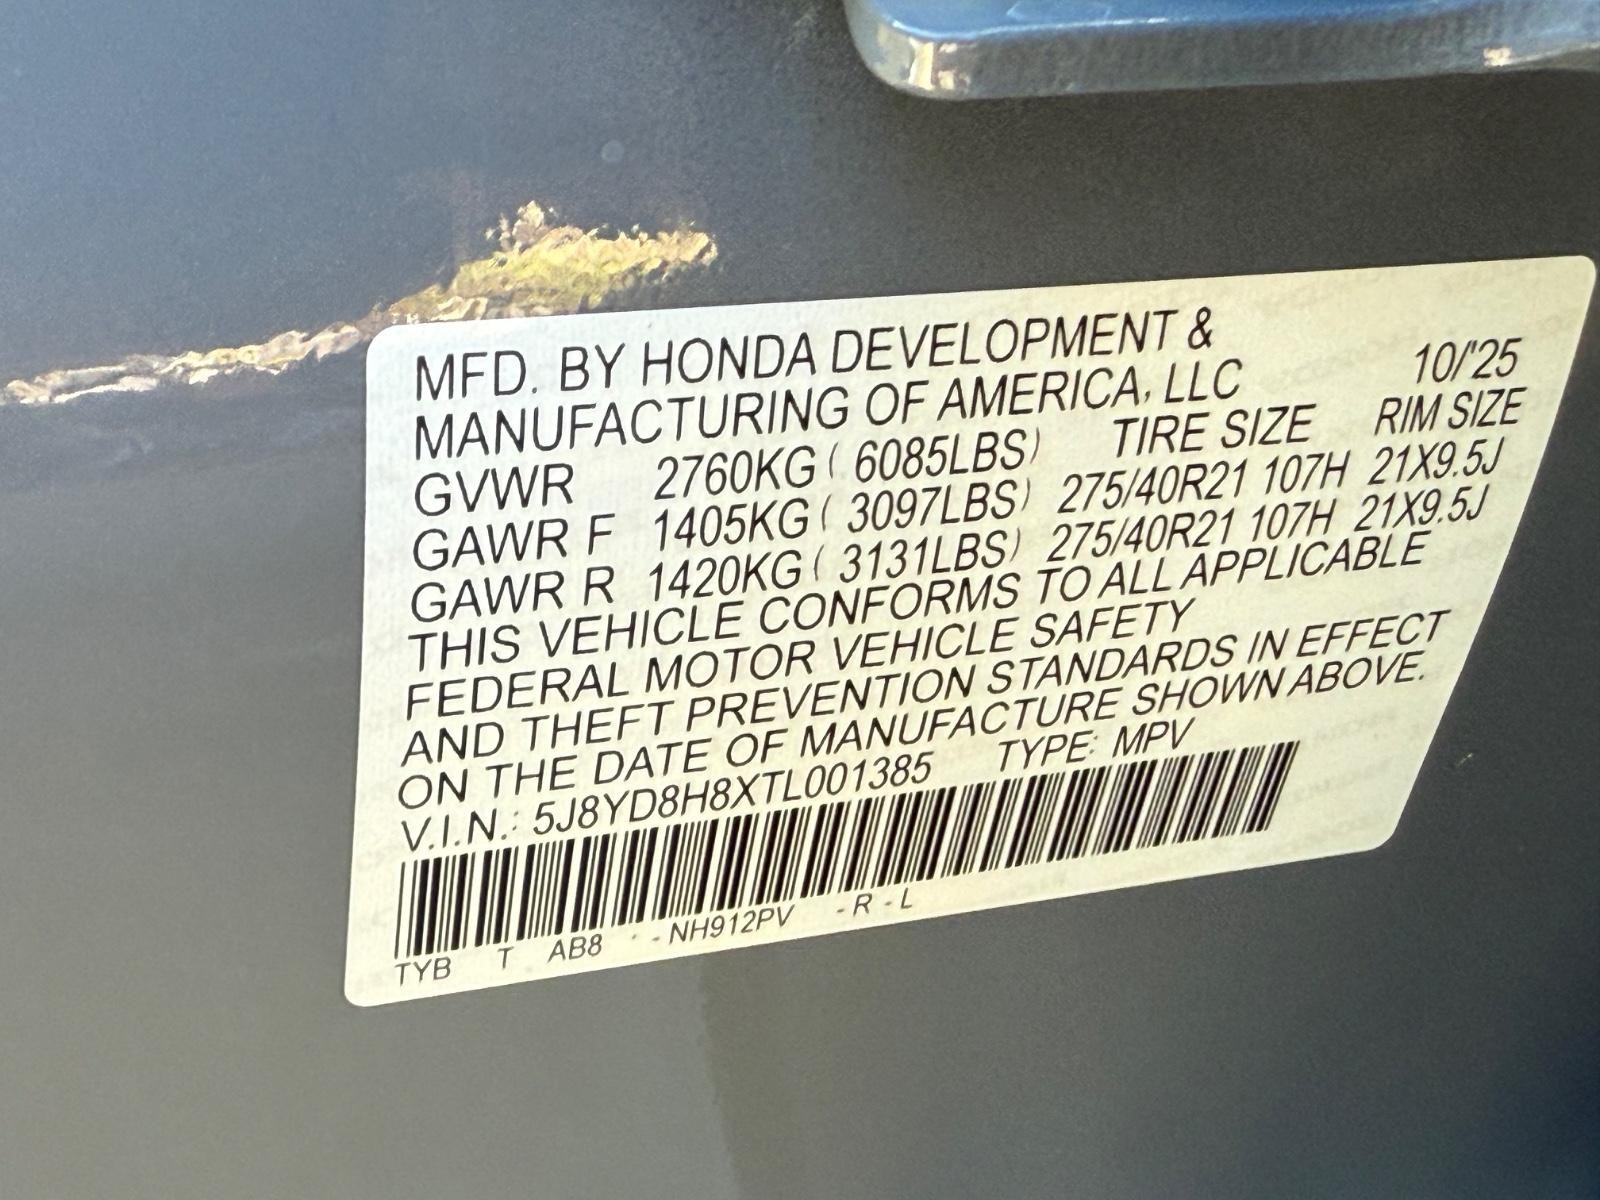 MFD. BY HONDA DEVELOPMENT &
MANUFACTURING OF AMERICA, LLC 10/'25
GVWR 2760KG ( 6085LBS) TIRE SIZE RIM SIZE
GAWR F 1405KG ( 3097LBS) 275/40R21 107H 21X9.5J
GAWR R 1420KG ( 3131LBS) 275/40R21 107H 21X9.5J
THIS VEHICLE CONFORMS TO ALL APPLICABLE
FEDERAL MOTOR VEHICLE SAFETY
AND THEFT PREVENTION STANDARDS IN EFFECT
ON THE DATE OF MANUFACTURE SHOWN ABOVE.
V.I.N.: 5J8YD8H8XTL001385 TYPE: MPV
TYB T AB8 - - NH912PV - R - L